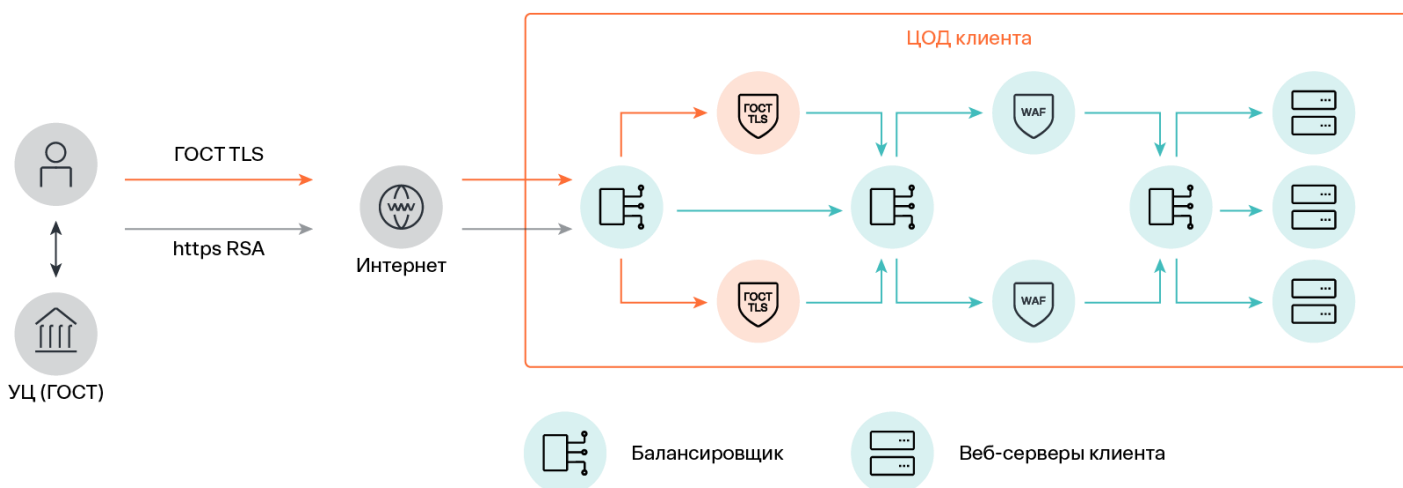 ЦОД клиента
ГОСТ
TLS
WAF
ГОСТ TLS
https RSA
www
Интернет
ГОСТ
TLS
WAF
УЦ (ГОСТ)
Балансировщик
Веб-серверы клиента